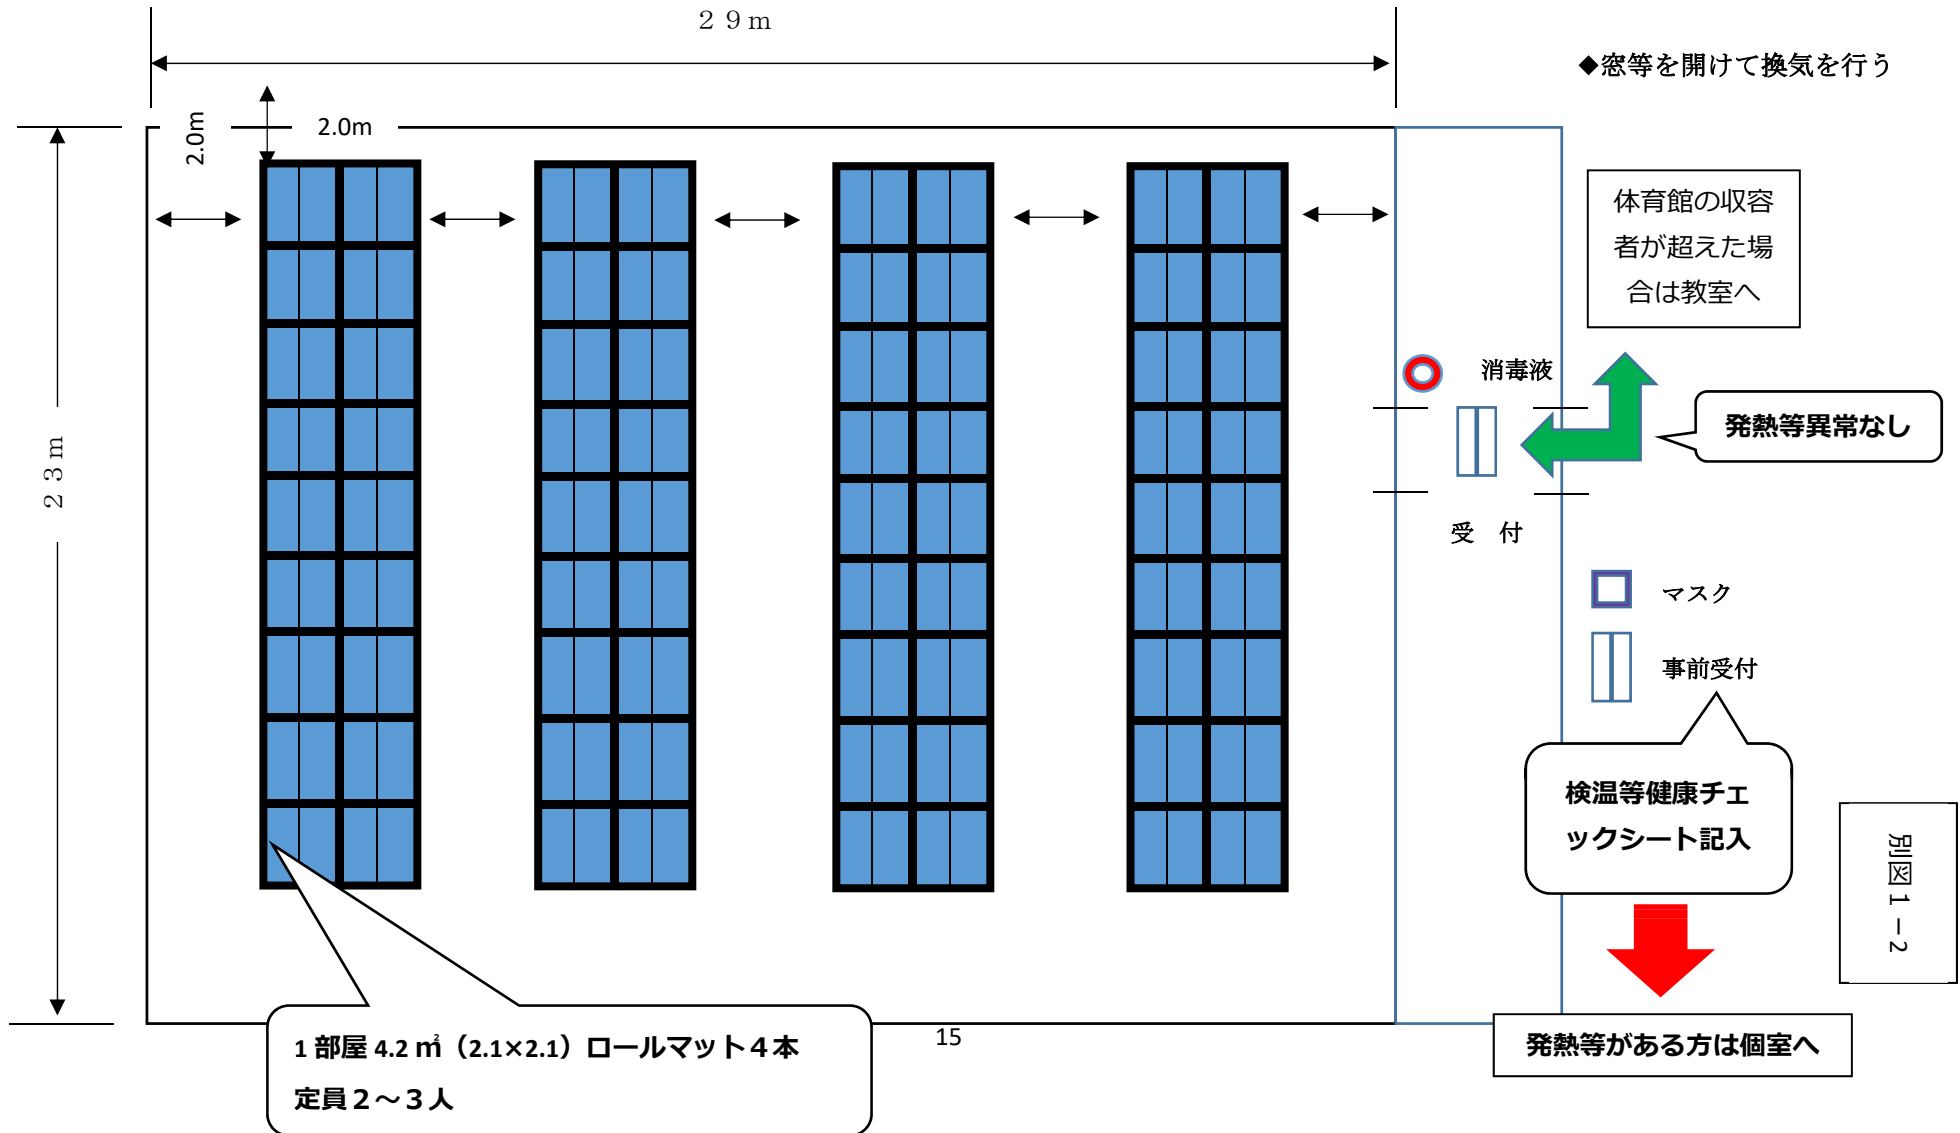 ２９ｍ
◆窓等を開けて換気を行う
2.0m
2.0m
体育館の収容
者が超えた場
合は教室へ
消毒液
発熱等異常なし
２３ｍ
受　付
マスク
事前受付
検温等健康チェ
ックシート記入
別図１－2
1 部屋 4.2 ㎡（2.1×2.1）ロールマット４本
定員２～３人
15
発熱等がある方は個室へ